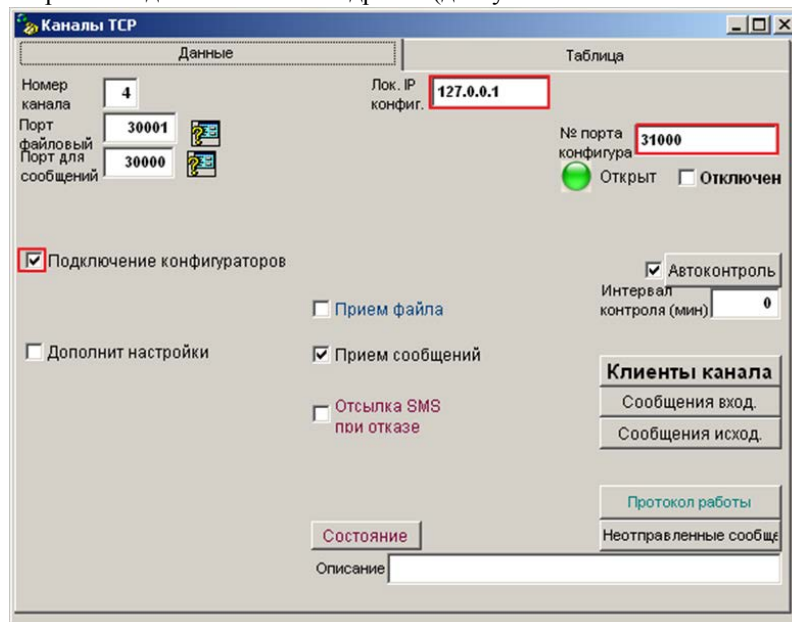 Каналы TCP
Данные
Таблица
Номер
канала
4
Лок. IP
конфиг.
127.0.0.1
Порт
файловый
30001
№ порта
конфигура
31000
Порт для
сообщений
30000
Открыт
Отключен
Подключение конфигураторов
Автоконтроль
Интервал
контроля (мин)
0
Прием файла
Дополнит настройки
Прием сообщений
Клиенты канала
Отсылка SMS
при отказе
Сообщения вход.
Сообщения исход.
Протокол работы
Состояние
Неотправленные сообще
Описание